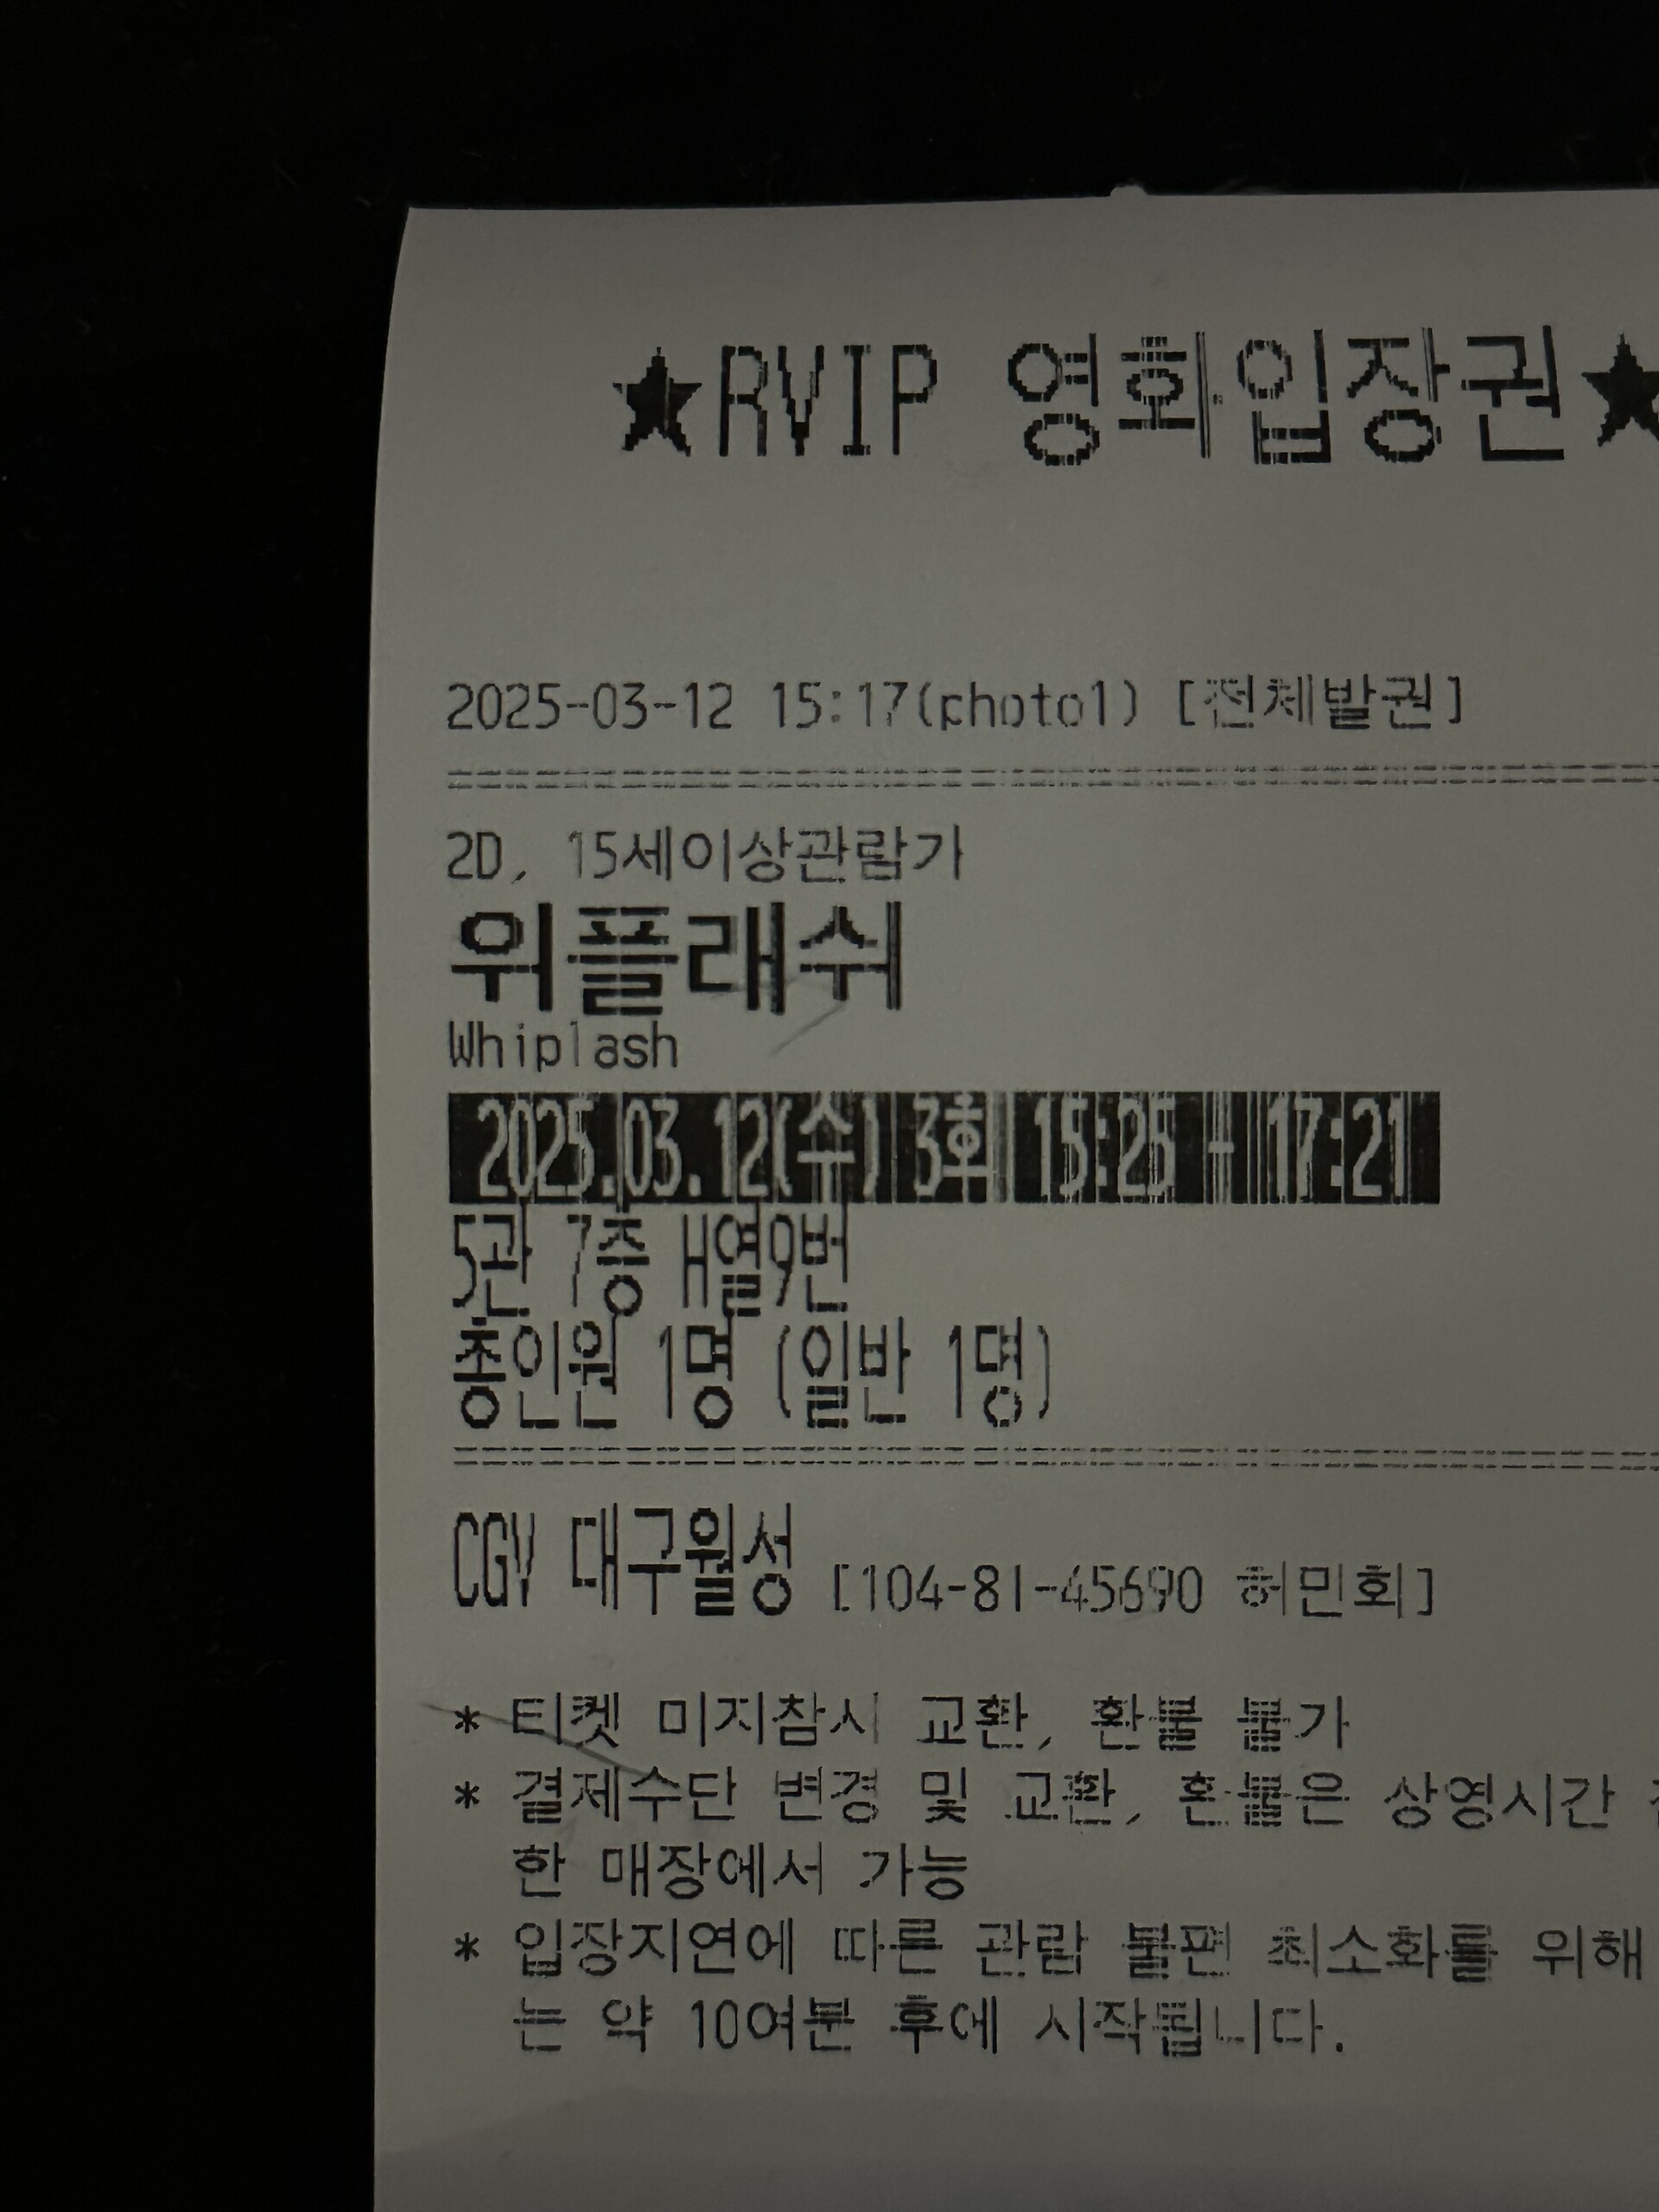 ★RVIP 영화입장권★
2025-03-12 15:17(photo1) [전체발권]
2D, 15세이상관람가
위플래쉬
Whiplash
2025.03.12(수) 3회 15:25 - 17:21
5관 7층 H열9번
총인원 1명 (일반 1명)
CGV 대구월성 [104-81-45690 허민회]
* 티켓 미지참시 교환, 환불 불가
* 결제수단 변경 및 교환, 환불은 상영시간
한 매장에서 가능
* 입장지연에 따른 관람 불편 최소화를 위해
는 약 10여분 후에 시작됩니다.